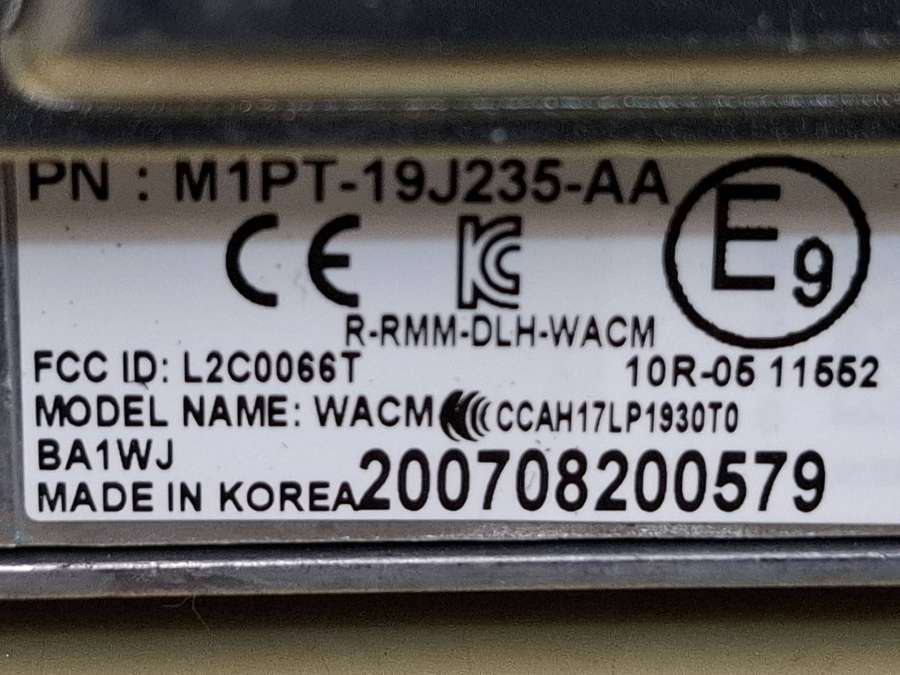 PN : M1PT-19J235-AA
CE KC E9
R-RMM-DLH-WACM
FCC ID: L2C0066T 10R-05 11552
MODEL NAME: WACM CCAH17LP1930T0
BA1WJ
MADE IN KOREA 200708200579